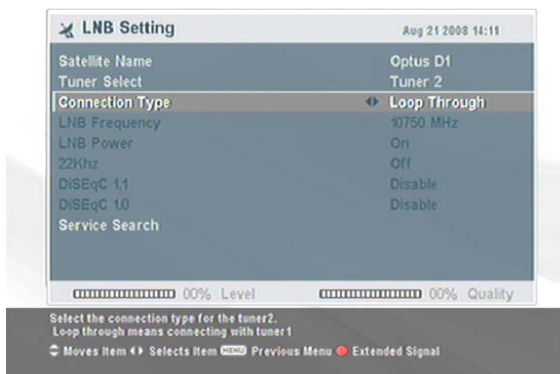 LNB Setting Aug 21 2008 14:11
Satellite Name Optus D1
Tuner Select Tuner 2
Connection Type Loop Through
LNB Frequency 10750 MHz
LNB Power On
22Khz Off
DiSEqC 1.1 Disable
DiSEqC 1.0 Disable
Service Search
00% Level 00% Quality
Select the connection type for the tuner2.
Loop through means connecting with tuner1
Moves Item Selects Item MENU Previous Menu Extended Signal